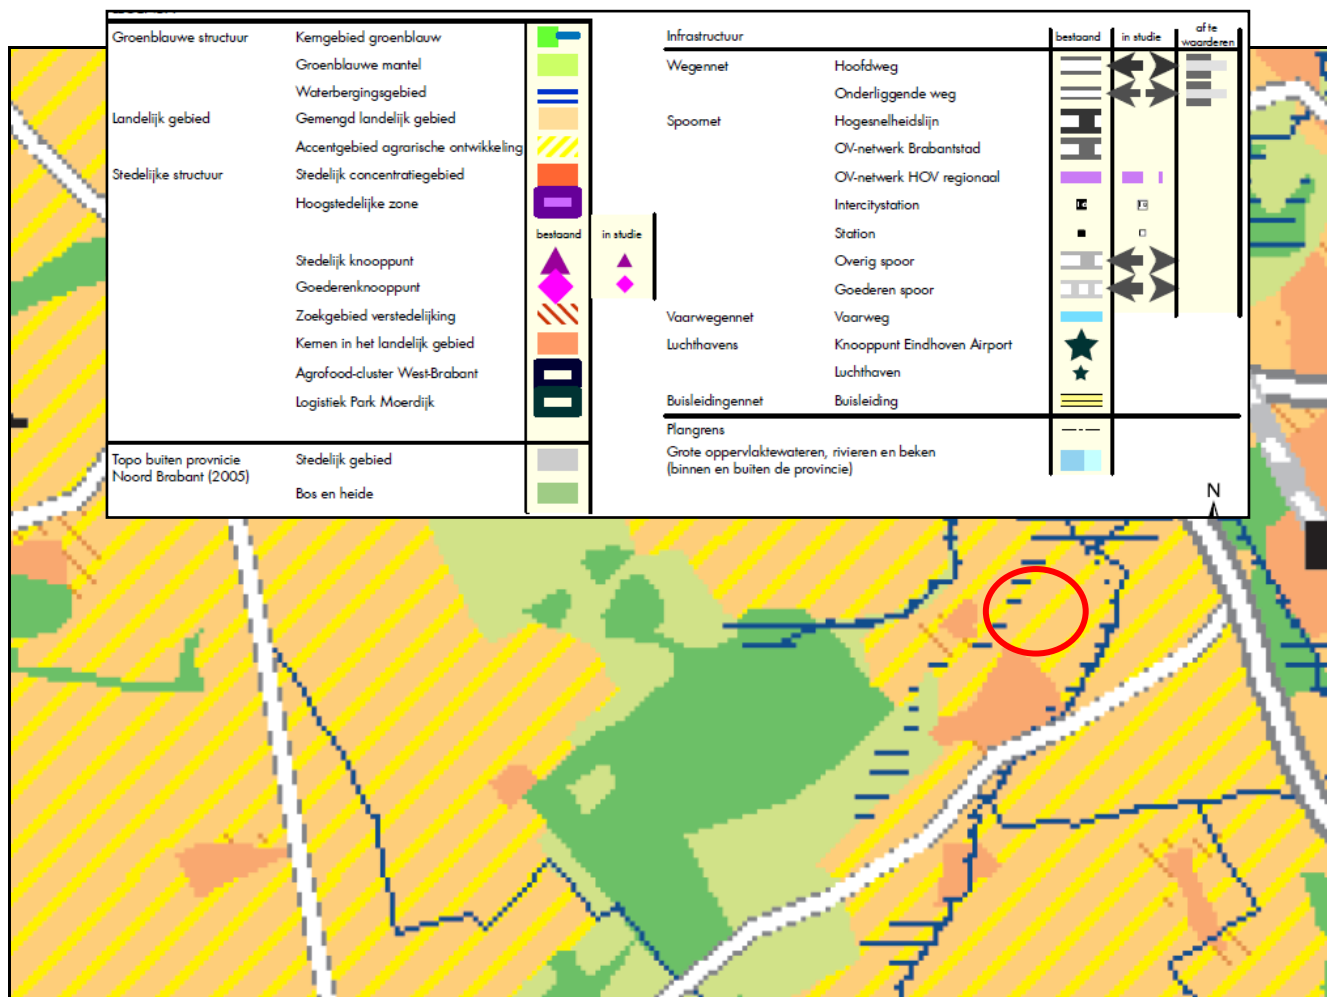 Groenblauwe structuur Kerngebied groenblauw
Groenblauwe mantel
Waterbergingsgebied
Landelijk gebied Gemengd landelijk gebied
Accentgebied agrarische ontwikkeling
Stedelijke structuur Stedelijk concentratiegebied
Hoogstedelijke zone
bestaand in studie
Stedelijk knooppunt
Goederenknooppunt
Zoekgebied verstedelijking
Kernen in het landelijk gebied
Agrofood-cluster West-Brabant
Logistiek Park Moerdijk
Topo buiten provnicie
Noord Brabant (2005)
Stedelijk gebied
Bos en heide
Infrastructuur bestaand in studie af te
waarderen
Wegennet Hoofdweg
Onderliggende weg
Spoornet Hogesnelheidslijn
OV-netwerk Brabantstad
OV-netwerk HOV regionaal
Intercitystation
Station
Overig spoor
Goederen spoor
Vaarwegennet Vaarweg
Luchthavens Knooppunt Eindhoven Airport
Luchthaven
Buisleidingennet Buisleiding
Plangrens
Grote oppervlaktewateren, rivieren en beken
(binnen en buiten de provincie)
N